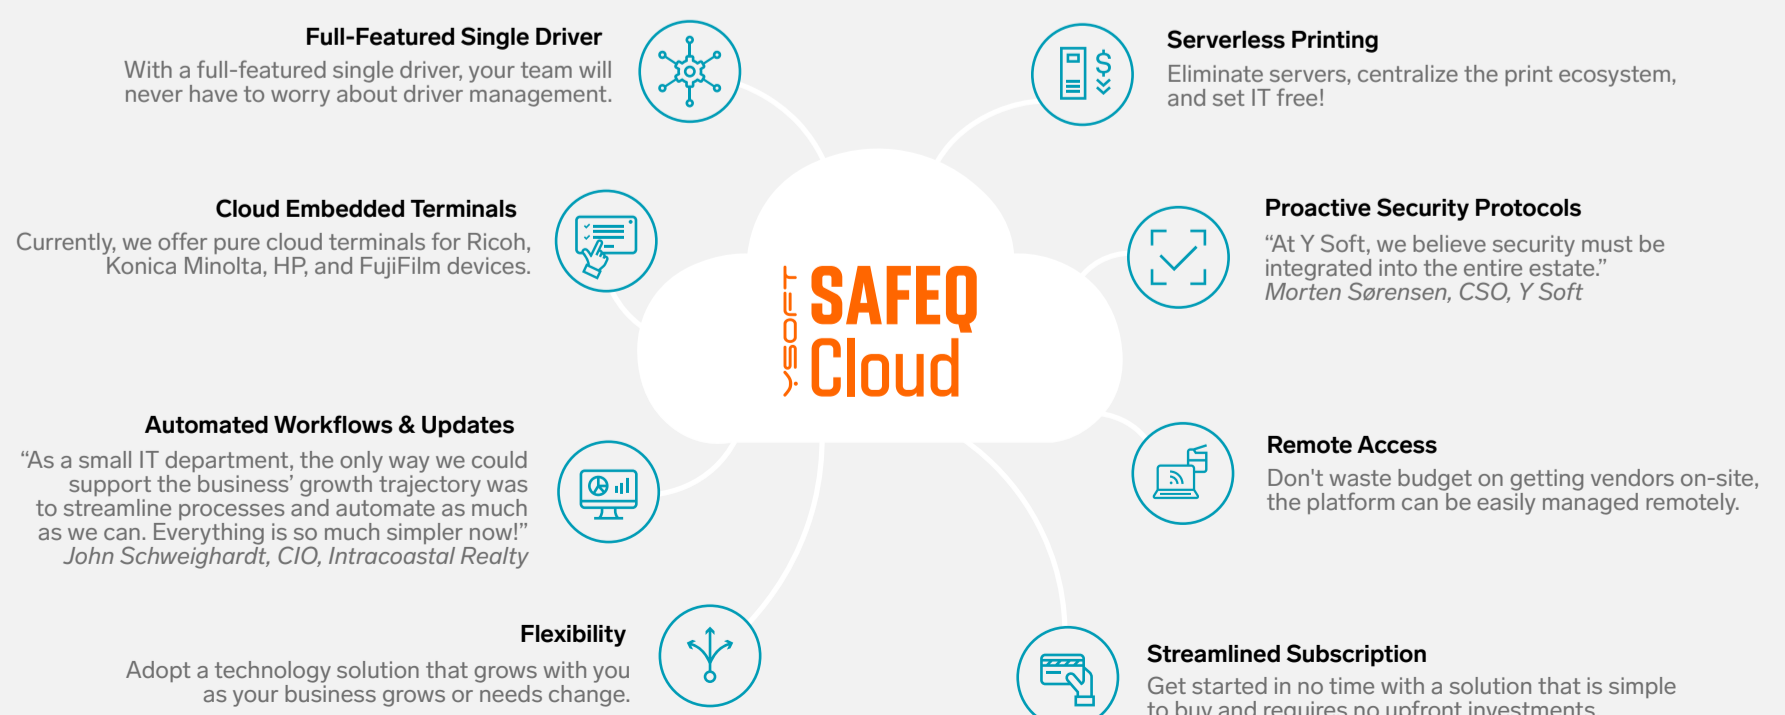 Full-Featured Single Driver
With a full-featured single driver, your team will
never have to worry about driver management.
Serverless Printing
Eliminate servers, centralize the print ecosystem,
and set IT free!
Cloud Embedded Terminals
Currently, we offer pure cloud terminals for Ricoh,
Konica Minolta, HP, and FujiFilm devices.
Proactive Security Protocols
“At Y Soft, we believe security must be
integrated into the entire estate.”
Morten Sørensen, CSO, Y Soft
YSOFT
SAFEQ
Cloud
Automated Workflows & Updates
“As a small IT department, the only way we could
support the business’ growth trajectory was
to streamline processes and automate as much
as we can. Everything is so much simpler now!”
John Schweighardt, CIO, Intracoastal Realty
Remote Access
Don't waste budget on getting vendors on-site,
the platform can be easily managed remotely.
Flexibility
Adopt a technology solution that grows with you
as your business grows or needs change.
Streamlined Subscription
Get started in no time with a solution that is simple
to buy and requires no upfront investments